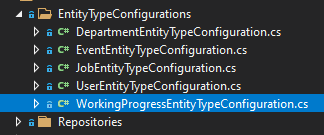 EntityTypeConfigurations
C# DepartmentEntityTypeConfiguration.cs
C# EventEntityTypeConfiguration.cs
C# JobEntityTypeConfiguration.cs
C# UserEntityTypeConfiguration.cs
C# WorkingProgressEntityTypeConfiguration.cs
Repositories